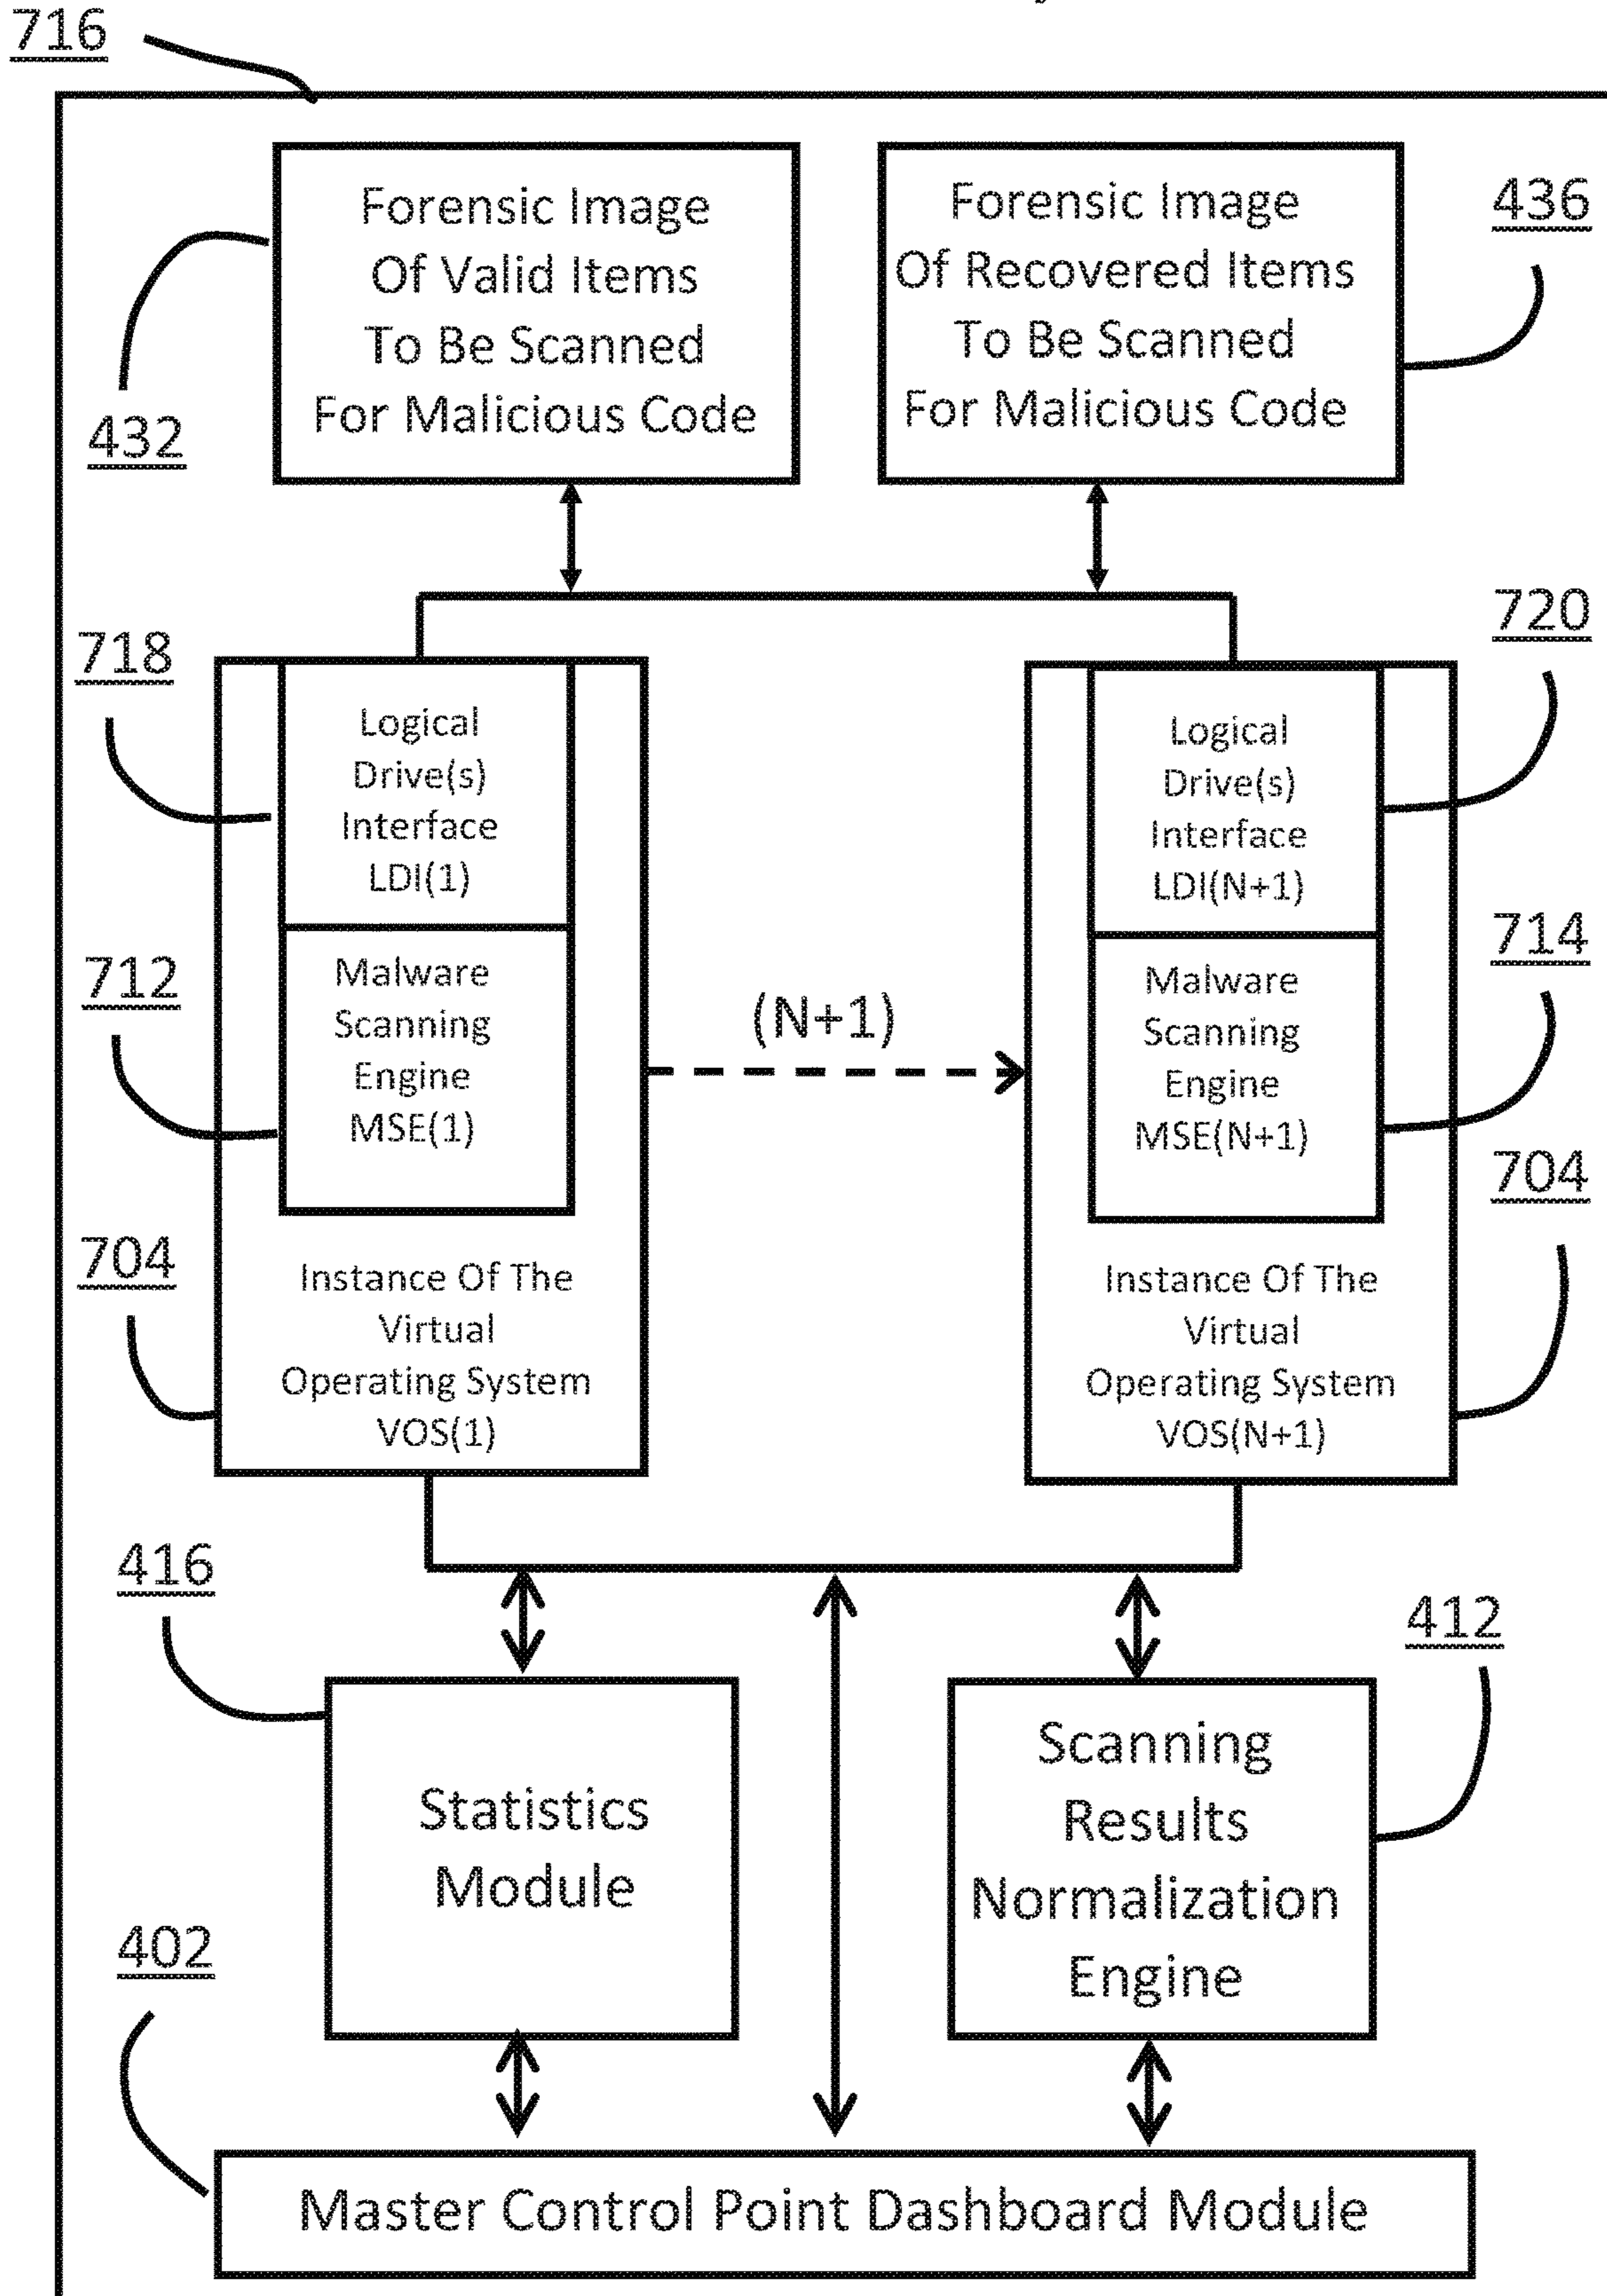 716
Forensic Image
Of Valid Items
To Be Scanned
For Malicious Code
Forensic Image
Of Recovered Items
To Be Scanned
For Malicious Code
436
432
718
Logical
Drive(s)
Interface
LDI(1)
Logical
Drive(s)
Interface
LDI(N+1)
720
712
Malware
Scanning
Engine
MSE(1)
(N+1)
Malware
Scanning
Engine
MSE(N+1)
714
704
Instance Of The
Virtual
Operating System
VOS(1)
Instance Of The
Virtual
Operating System
VOS(N+1)
704
416
Statistics
Module
Scanning
Results
Normalization
Engine
412
402
Master Control Point Dashboard Module